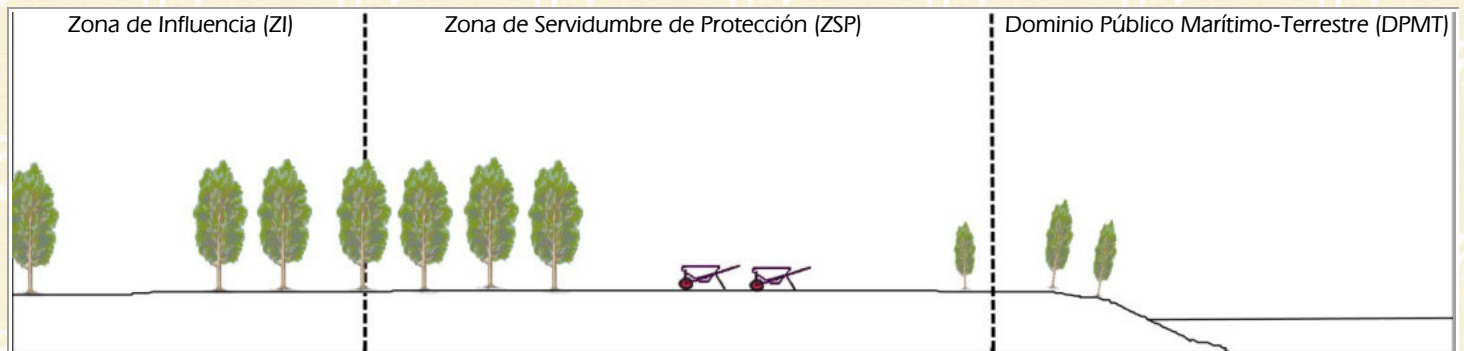 Zona de Influencia (ZI)
Zona de Servidumbre de Protección (ZSP)
Dominio Público Marítimo-Terrestre (DPMT)